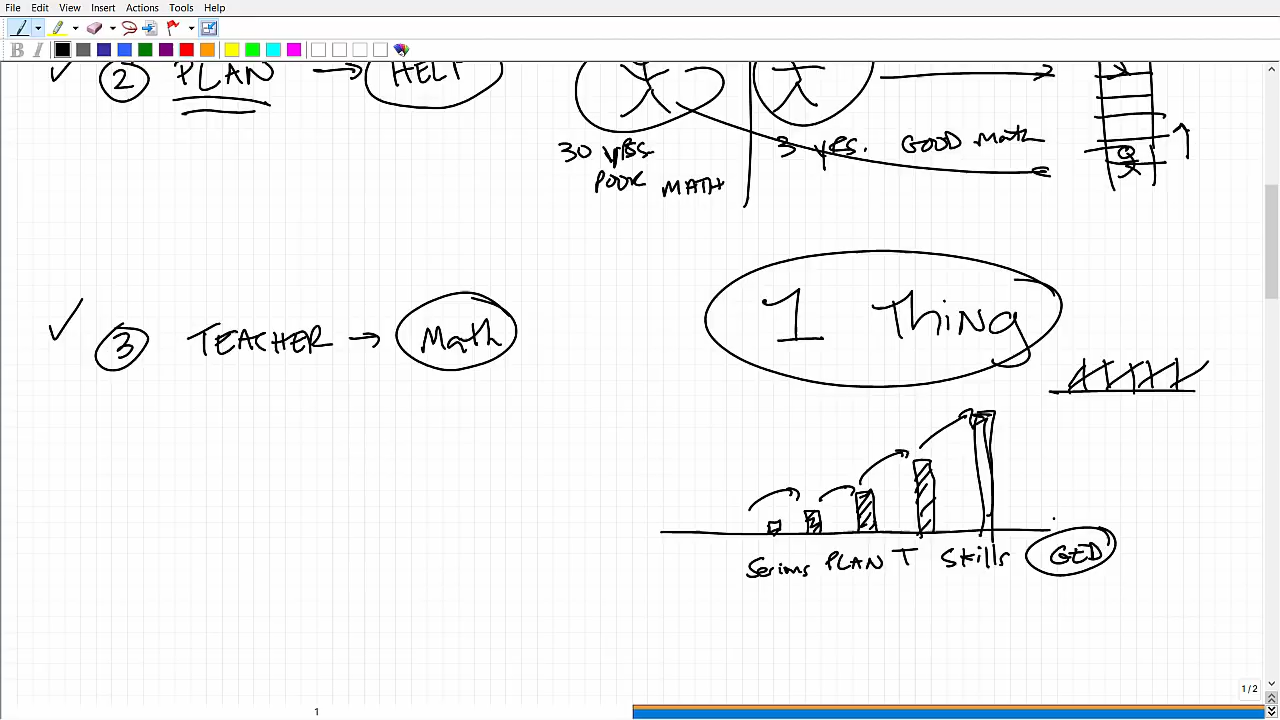 File Edit View Insert Actions Tools Help
B I
2 PLAN → HELP
30 YRS. 3 YRS. GOOD Math
POOR MATH
1 Thing
3 TEACHER → Math
Serious PLAN T Skills GED
1/2
1